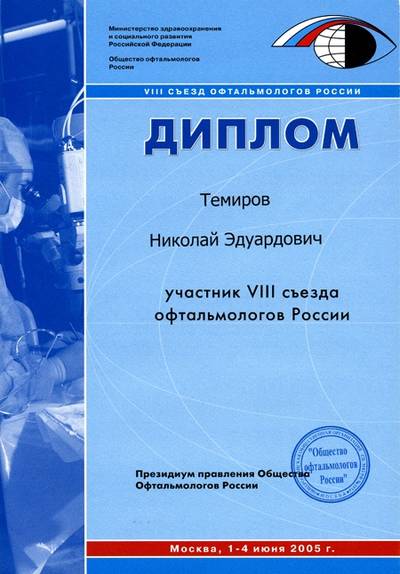 Министерство здравоохранения
и социального развития
Российской Федерации
Общество офтальмологов
России
VIII СЪЕЗД ОФТАЛЬМОЛОГОВ РОССИИ
ДИПЛОМ
Темиров
Николай Эдуардович
участник VIII съезда
офтальмологов России
"Общество
офтальмологов
России"
Президиум правления Общества
Офтальмологов России
Москва, 1-4 июня 2005 г.